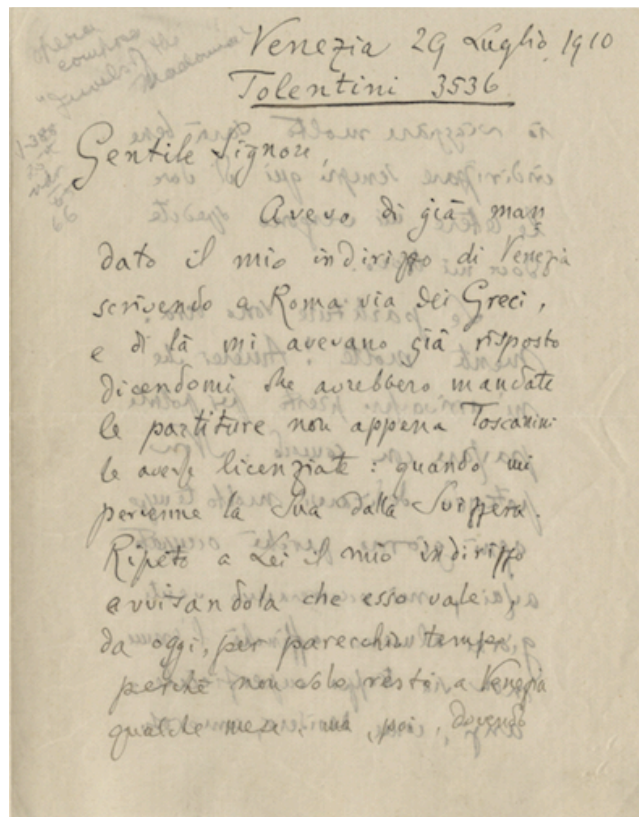 Venezia 29 Luglio 1910
Tolentini 3536
Gentile Signore,
Avevo di già man
dato il mio indirizzo di Venezia
scrivendo a Roma via dei Greci,
e di là mi avevano già risposto
dicendomi che avrebbero mandate
le partiture non appena Toscanini
le avesse licenziate: quando mi
pervenne la Sua dalla Svizzera.
Ripeto a Lei il mio indirizzo
avvisandola che esso vale,
da oggi, per parecchio tempo,
perchè non solo resto a Venezia
qualche mese, ma, poi, dovendo